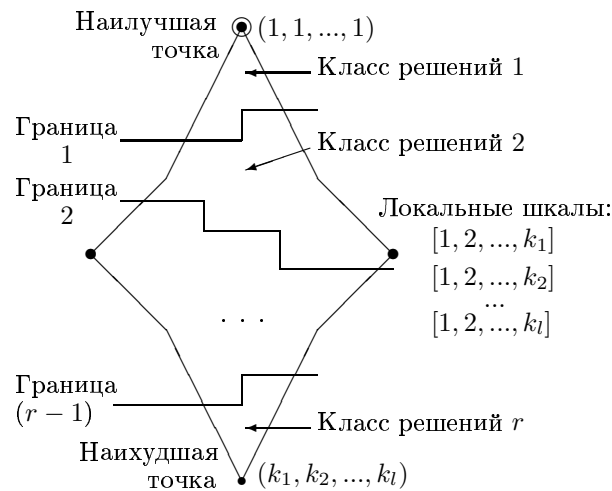 Наилучшая
точка
(1, 1, ..., 1)
Класс решений 1
Граница
1
Класс решений 2
Граница
2
Локальные шкалы:
[1, 2, ..., k₁]
[1, 2, ..., k₂]
...
[1, 2, ..., kₗ]
. . .
Граница
(r − 1)
Класс решений r
Наихудшая
точка
(k₁, k₂, ..., kₗ)